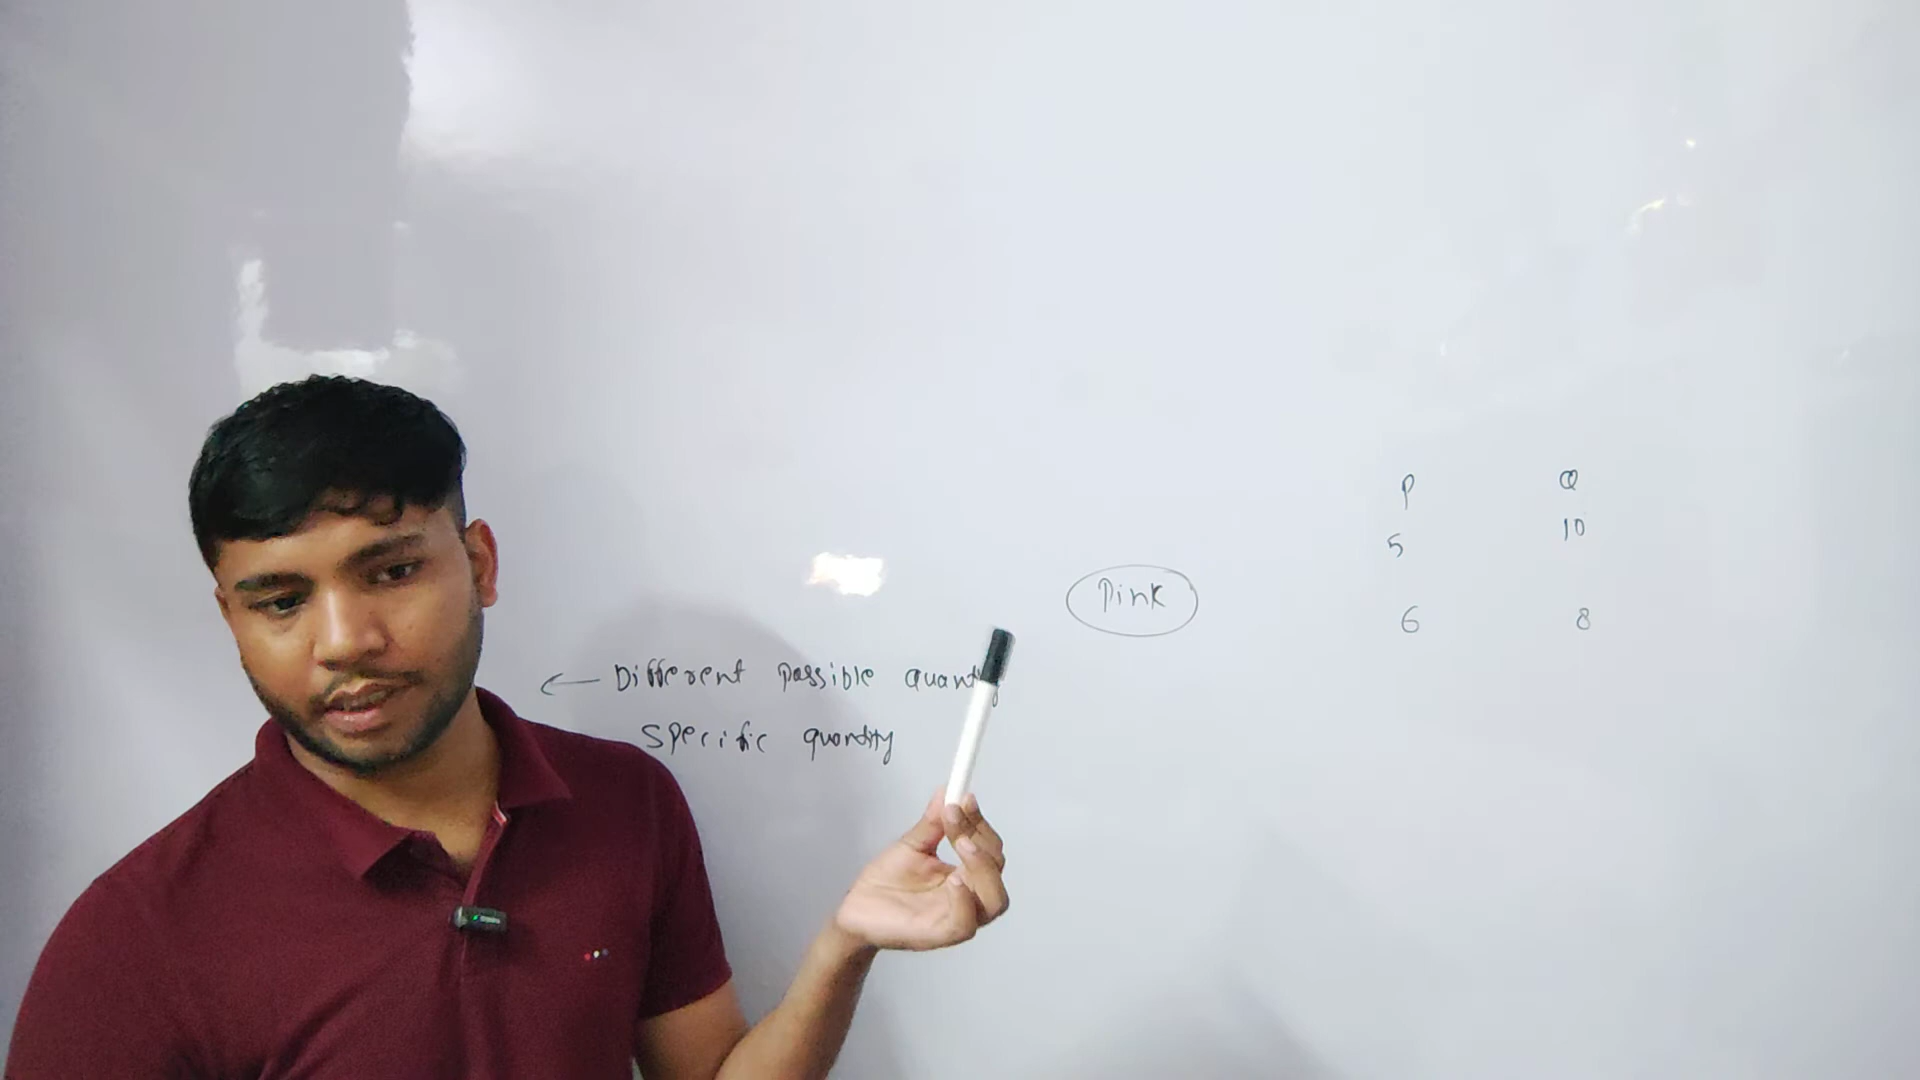 P Q
5 10
Pink
6 8
Different possible quantity
Specific quantity